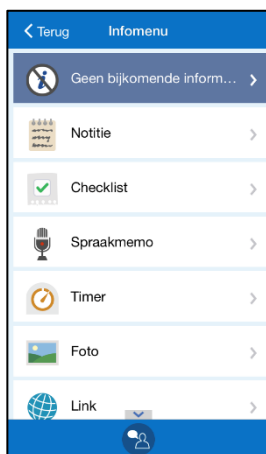 Terug Infomenu
Geen bijkomende inform...
Notitie
Checklist
Spraakmemo
Timer
Foto
Link